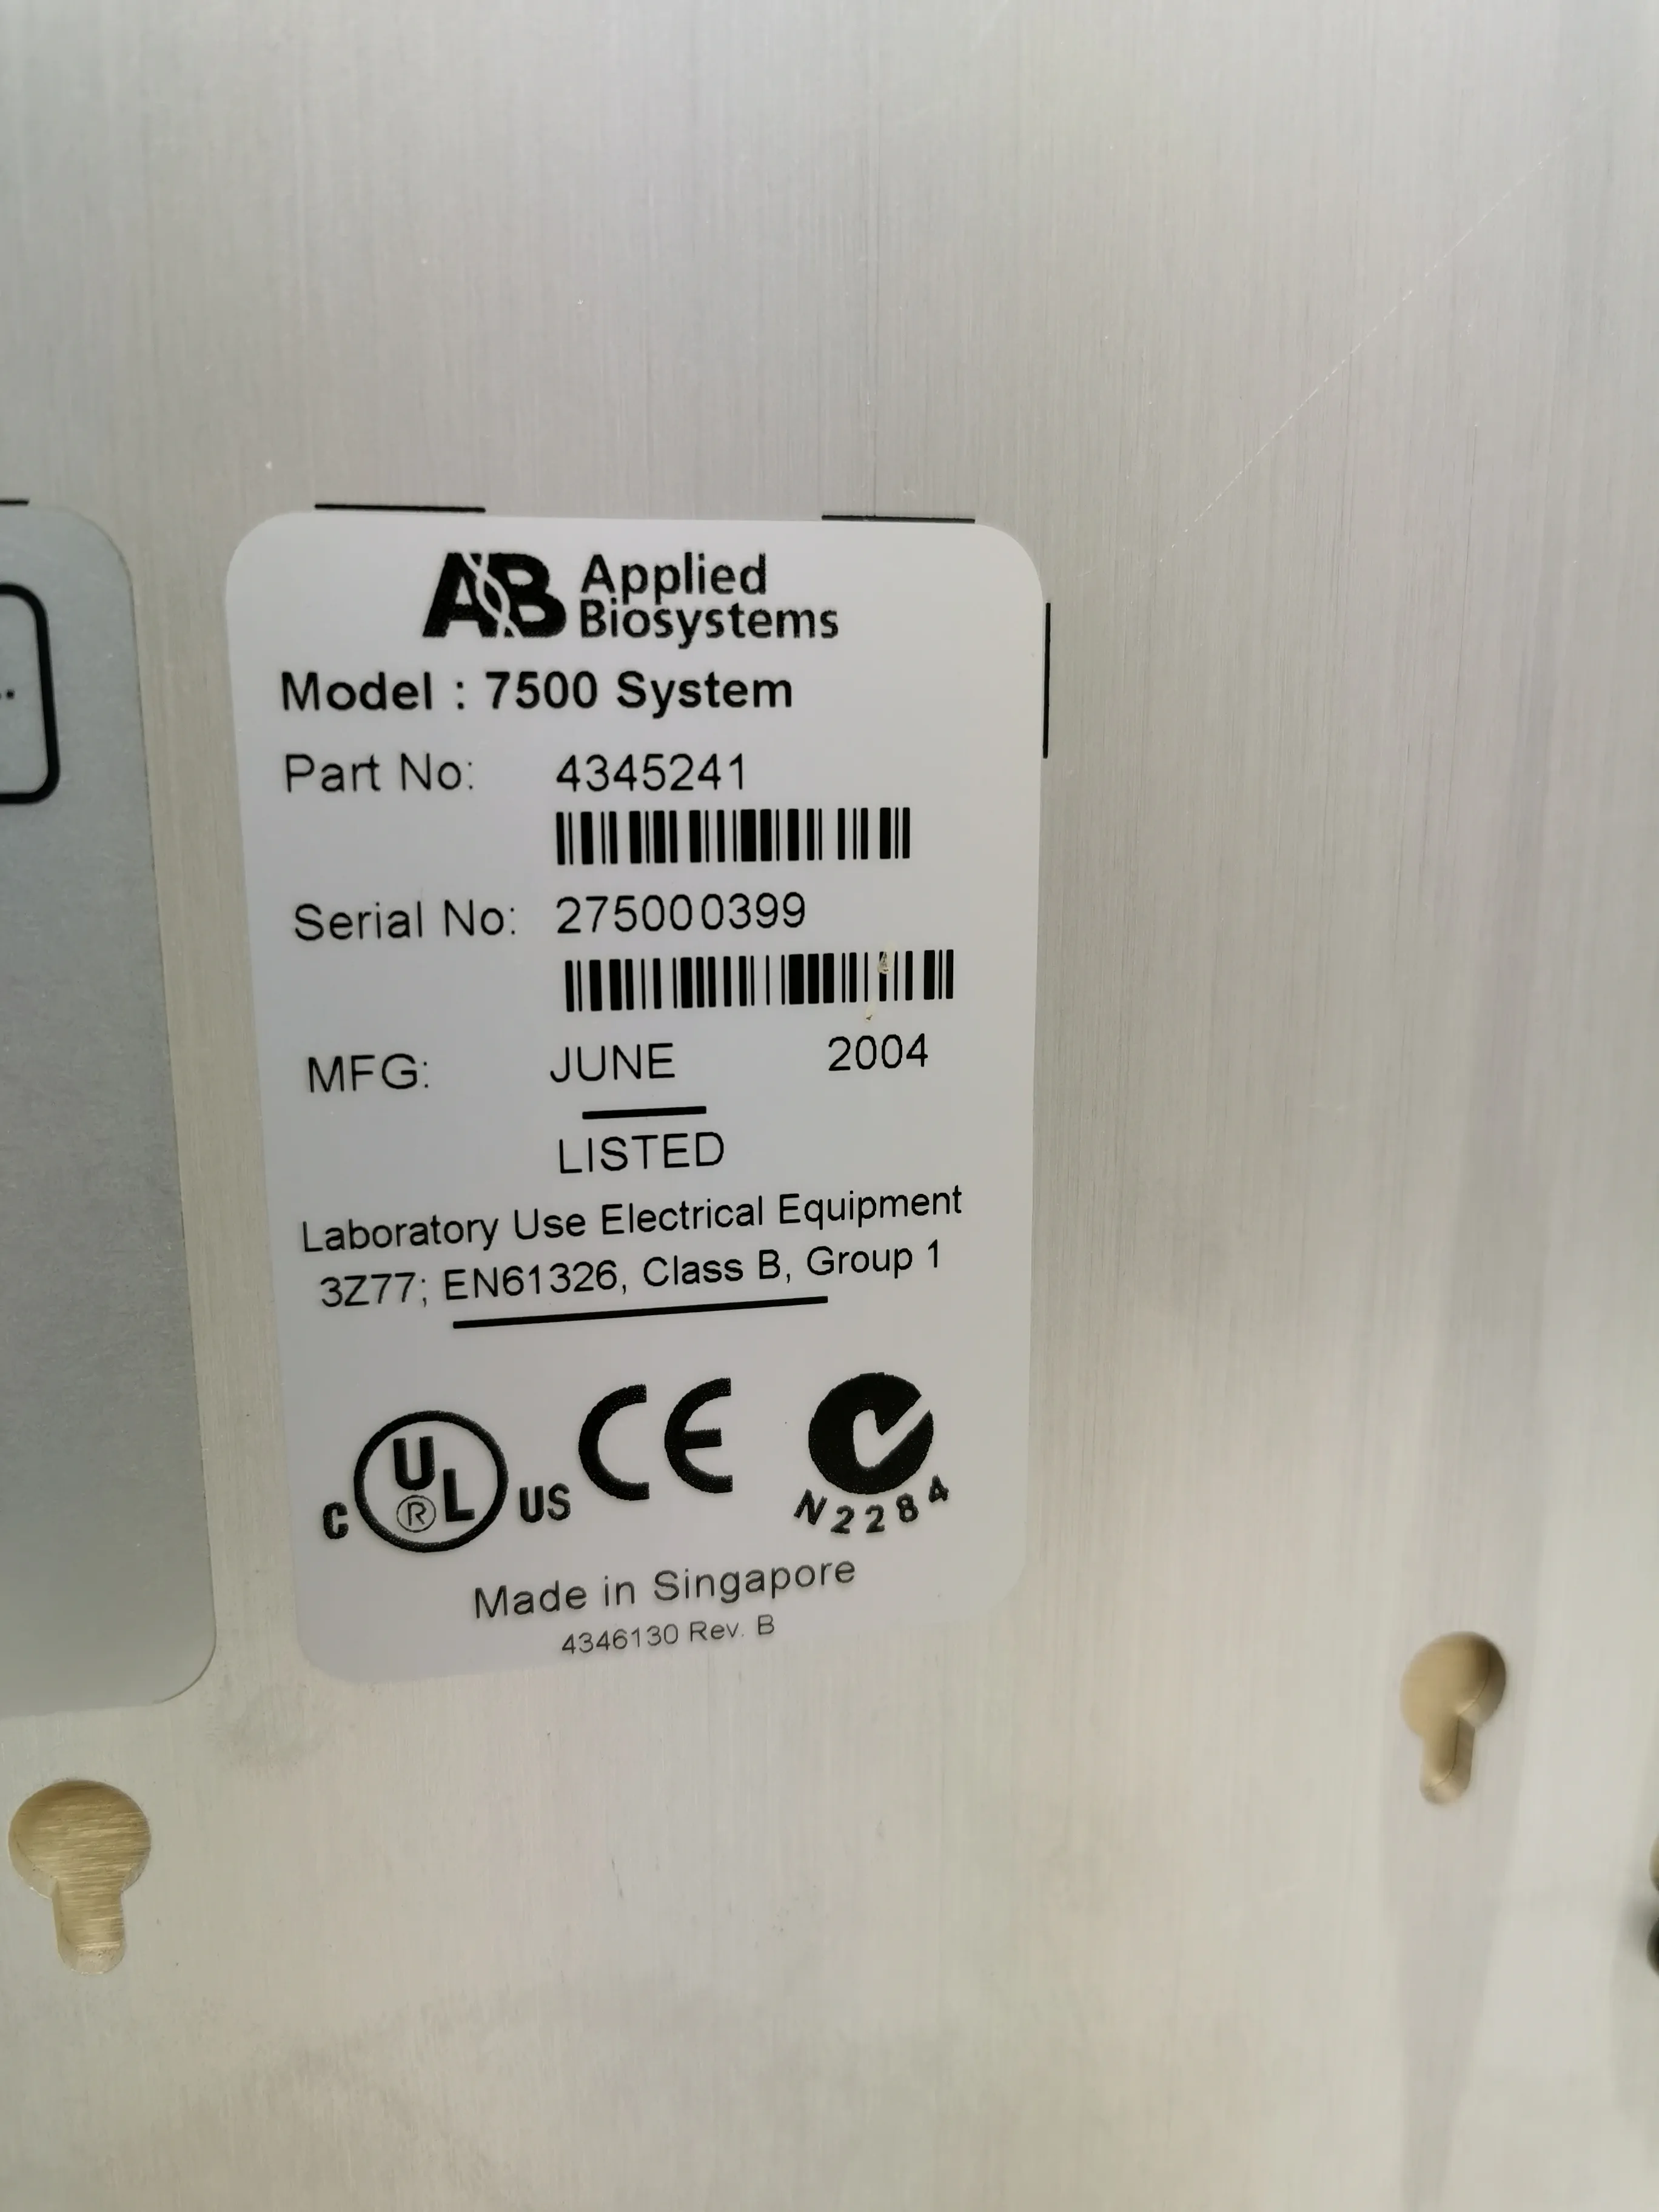 AB Applied
Biosystems
Model : 7500 System
Part No: 4345241
Serial No: 275000399
MFG: JUNE 2004
LISTED
Laboratory Use Electrical Equipment
3Z77; EN61326, Class B, Group 1
C UL ® US CE
N2284
Made in Singapore
4346130 Rev. B